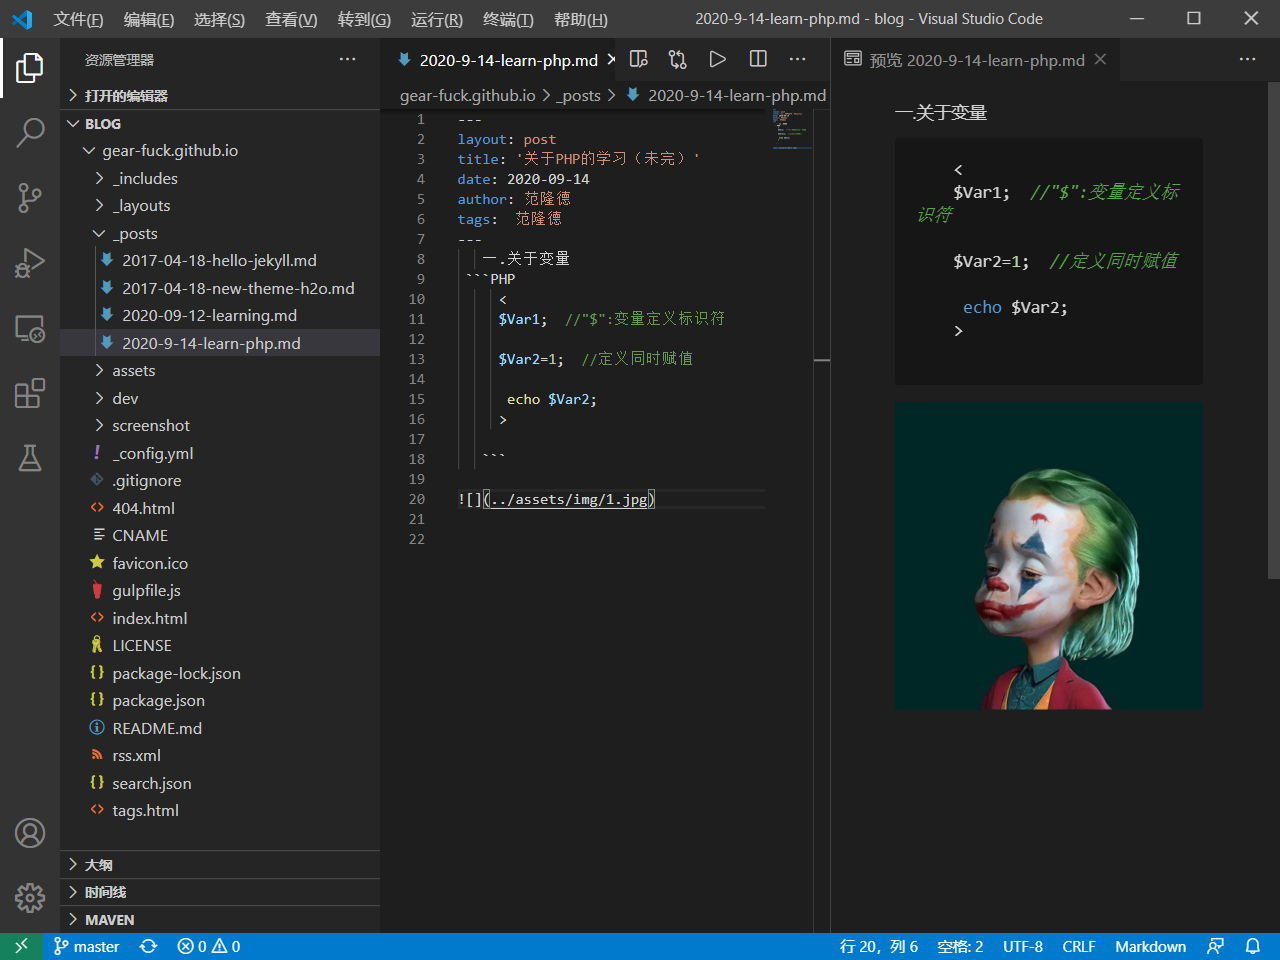 文件(F) 编辑(E) 选择(S) 查看(V) 转到(G) 运行(R) 终端(T) 帮助(H) 2020-9-14-learn-php.md - blog - Visual Studio Code
资源管理器
打开的编辑器
BLOG
gear-fuck.github.io
_includes
_layouts
_posts
2017-04-18-hello-jekyll.md
2017-04-18-new-theme-h2o.md
2020-09-12-learning.md
2020-9-14-learn-php.md
assets
dev
screenshot
_config.yml
.gitignore
404.html
CNAME
favicon.ico
gulpfile.js
index.html
LICENSE
package-lock.json
package.json
README.md
rss.xml
search.json
tags.html
大纲
时间线
MAVEN
2020-9-14-learn-php.md
gear-fuck.github.io > _posts > 2020-9-14-learn-php.md
1 ---
2 layout: post
3 title: '关于PHP的学习（未完）'
4 date: 2020-09-14
5 author: 范隆德
6 tags: 范隆德
7 ---
8 一.关于变量
9 ```PHP
10 <
11 $Var1; //"$":变量定义标识符
12
13 $Var2=1; //定义同时赋值
14
15 echo $Var2;
16 >
17
18 ```
19
20 ![](../assets/img/1.jpg)
21
22
预览 2020-9-14-learn-php.md
一.关于变量
<
$Var1; //"$":变量定义标
识符
$Var2=1; //定义同时赋值
echo $Var2;
>
master 0 0 行 20，列 6 空格: 2 UTF-8 CRLF Markdown